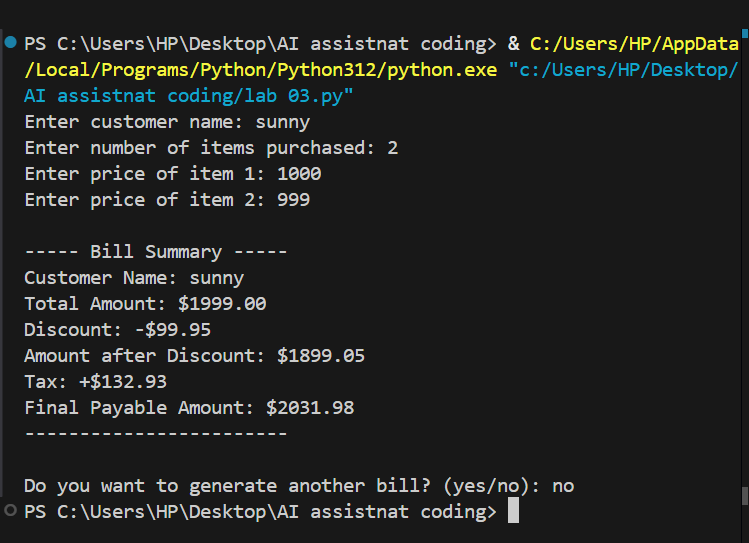 PS C:\Users\HP\Desktop\AI assistnat coding> & C:/Users/HP/AppData
/Local/Programs/Python/Python312/python.exe "c:/Users/HP/Desktop/
AI assistnat coding/lab 03.py"
Enter customer name: sunny
Enter number of items purchased: 2
Enter price of item 1: 1000
Enter price of item 2: 999
----- Bill Summary -----
Customer Name: sunny
Total Amount: $1999.00
Discount: -$99.95
Amount after Discount: $1899.05
Tax: +$132.93
Final Payable Amount: $2031.98
------------------------
Do you want to generate another bill? (yes/no): no
PS C:\Users\HP\Desktop\AI assistnat coding>